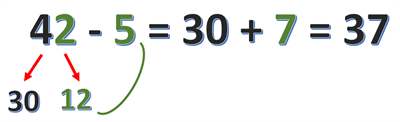 42 - 5 = 30 + 7 = 37
30 12